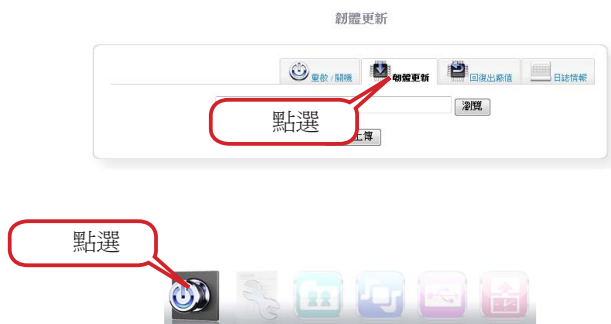 韌體更新
重啟 / 關機 韌體更新 回復出廠值 日誌情報
點選 瀏覽
上傳
點選